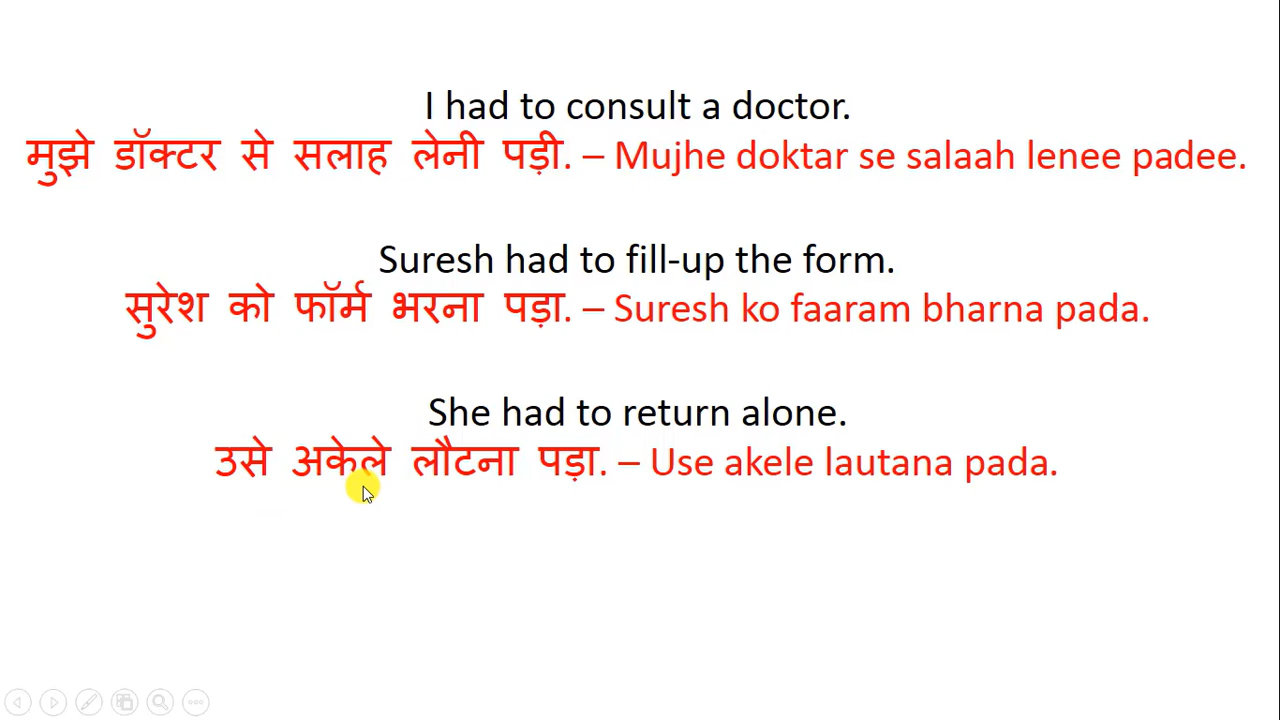 I had to consult a doctor.
मुझे डॉक्टर से सलाह लेनी पड़ी. – Mujhe doktar se salaah lenee padee.
Suresh had to fill-up the form.
सुरेश को फॉर्म भरना पड़ा. – Suresh ko faaram bharna pada.
She had to return alone.
उसे अकेले लौटना पड़ा. – Use akele lautana pada.